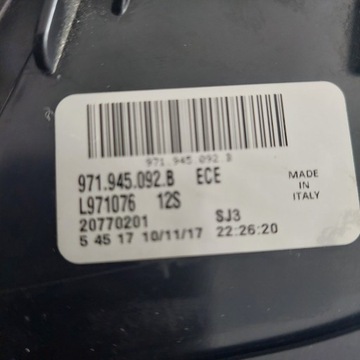 971.945.092 B
971.945.092.B ECE
L971076 12S
20770201 SJ3
5 45 17 10/11/17 22:26:20
MADE
IN
ITALY